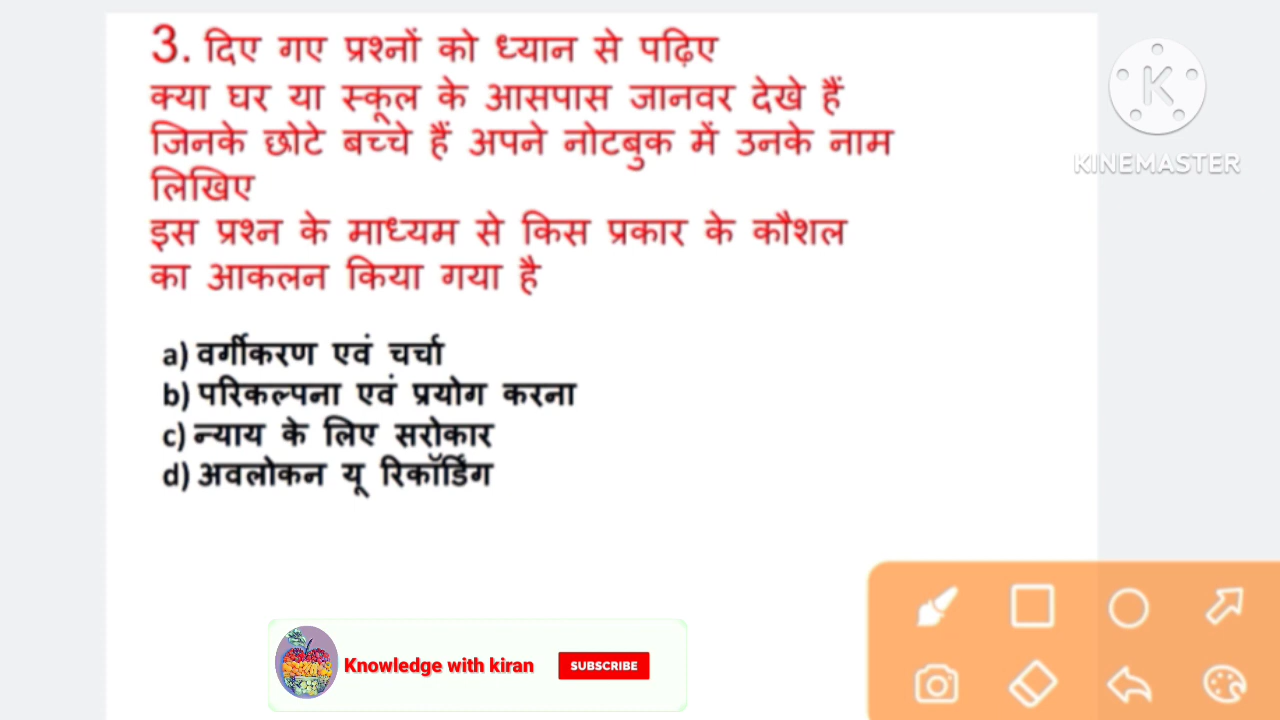 3. दिए गए प्रश्नों को ध्यान से पढ़िए
क्या घर या स्कूल के आसपास जानवर देखे हैं
जिनके छोटे बच्चे हैं अपने नोटबुक में उनके नाम
लिखिए
इस प्रश्न के माध्यम से किस प्रकार के कौशल
का आकलन किया गया है
a) वर्गीकरण एवं चर्चा
b) परिकल्पना एवं प्रयोग करना
c) न्याय के लिए सरोकार
d) अवलोकन यू रिकॉर्डिंग
K
KINEMASTER
Knowledge with kiran
SUBSCRIBE